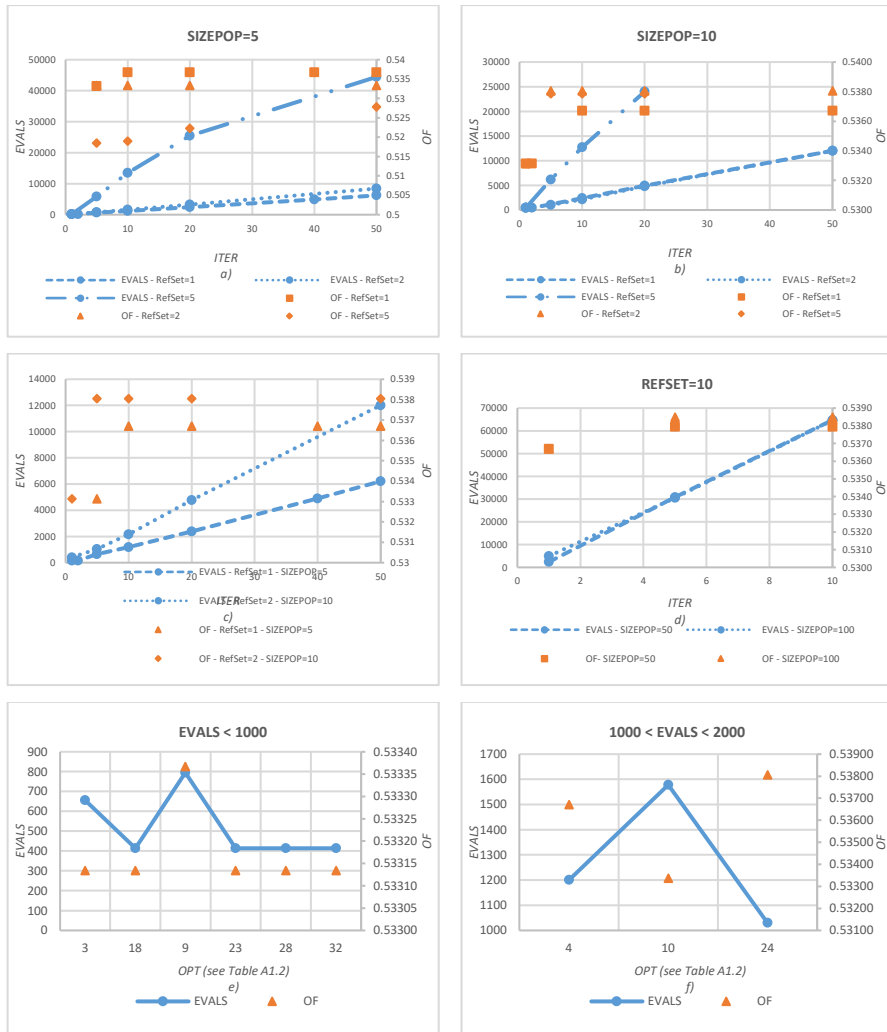 SIZEPOP=5
50000
40000
30000
20000
10000
0
0.54
0.535
0.53
0.525
0.52
0.515
0.51
0.505
0.5
EVALS
OF
0 10 20 30 40 50
ITER
a)
EVALS - RefSet=1 EVALS - RefSet=2
EVALS - RefSet=5 OF - RefSet=1
OF - RefSet=2 OF - RefSet=5
SIZEPOP=10
30000
25000
20000
15000
10000
5000
0
0.5400
0.5380
0.5360
0.5340
0.5320
0.5300
EVALS
OF
0 10 20 30 40 50
ITER
b)
EVALS - RefSet=1 EVALS - RefSet=2
EVALS - RefSet=5 OF - RefSet=1
OF - RefSet=2 OF - RefSet=5
14000
12000
10000
8000
6000
4000
2000
0
0.539
0.538
0.537
0.536
0.535
0.534
0.533
0.532
0.531
0.53
EVALS
OF
0 10 20 30 40 50
EVALS - RefSet=1 - SIZEPOP=5
EVALS - RefSet=2 - SIZEPOP=10
ITER
c)
OF - RefSet=1 - SIZEPOP=5
OF - RefSet=2 - SIZEPOP=10
REFSET=10
70000
60000
50000
40000
30000
20000
10000
0
0.5390
0.5380
0.5370
0.5360
0.5350
0.5340
0.5330
0.5320
0.5310
0.5300
EVALS
OF
0 2 4 6 8 10
ITER
d)
EVALS - SIZEPOP=50 EVALS - SIZEPOP=100
OF- SIZEPOP=50 OF - SIZEPOP=100
EVALS < 1000
900
800
700
600
500
400
300
200
100
0
0.53340
0.53335
0.53330
0.53325
0.53320
0.53315
0.53310
0.53305
0.53300
EVALS
OF
3 18 9 23 28 32
OPT (see Table A1.2)
e)
EVALS OF
1000 < EVALS < 2000
1700
1600
1500
1400
1300
1200
1100
1000
0.53900
0.53800
0.53700
0.53600
0.53500
0.53400
0.53300
0.53200
0.53100
EVALS
OF
4 10 24
OPT (see Table A1.2)
f)
EVALS OF